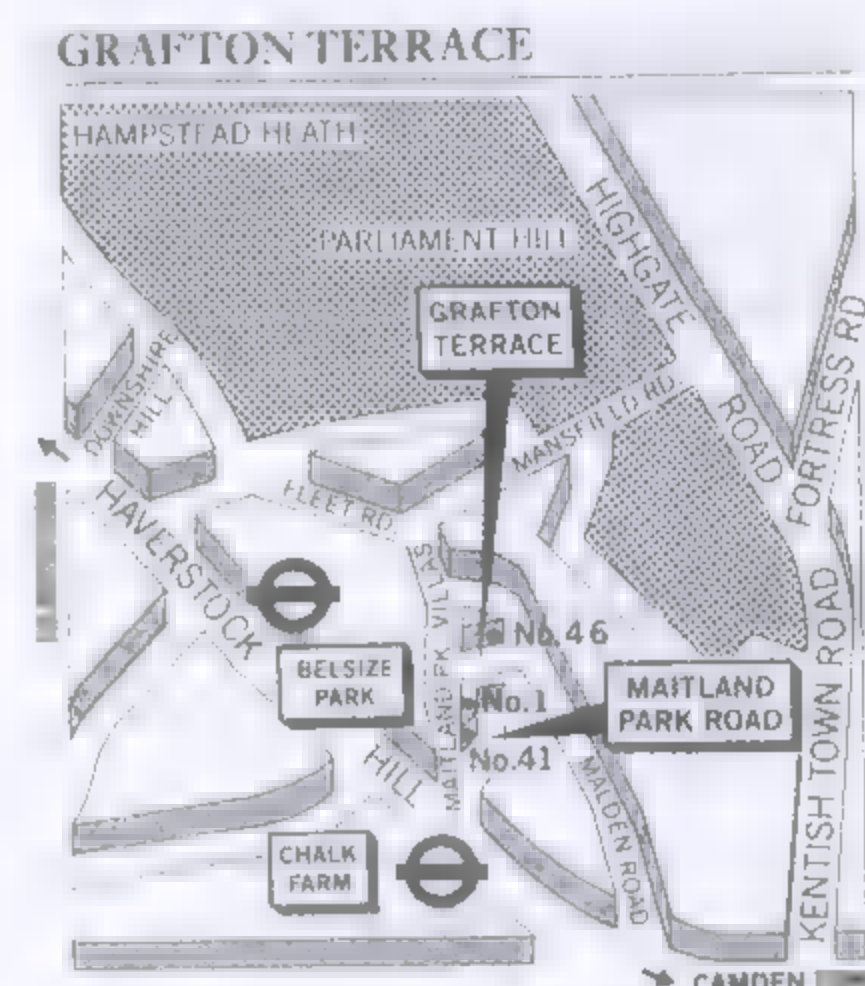 GRAFTON TERRACE
HAMPSTEAD HEATH
PARLIAMENT HILL
HIGHGATE
ROAD
GRAFTON
TERRACE
DOWNSHIRE
HILL
MANSFIELD RD
FORTRESS RD
FLEET RD
HAVERSTOCK
HILL
MAITLAND PK VILLAS
No.46
BELSIZE
PARK
No.1
MAITLAND
PARK ROAD
No.41
MALDEN ROAD
KENTISH TOWN ROAD
CHALK
FARM
CAMDEN